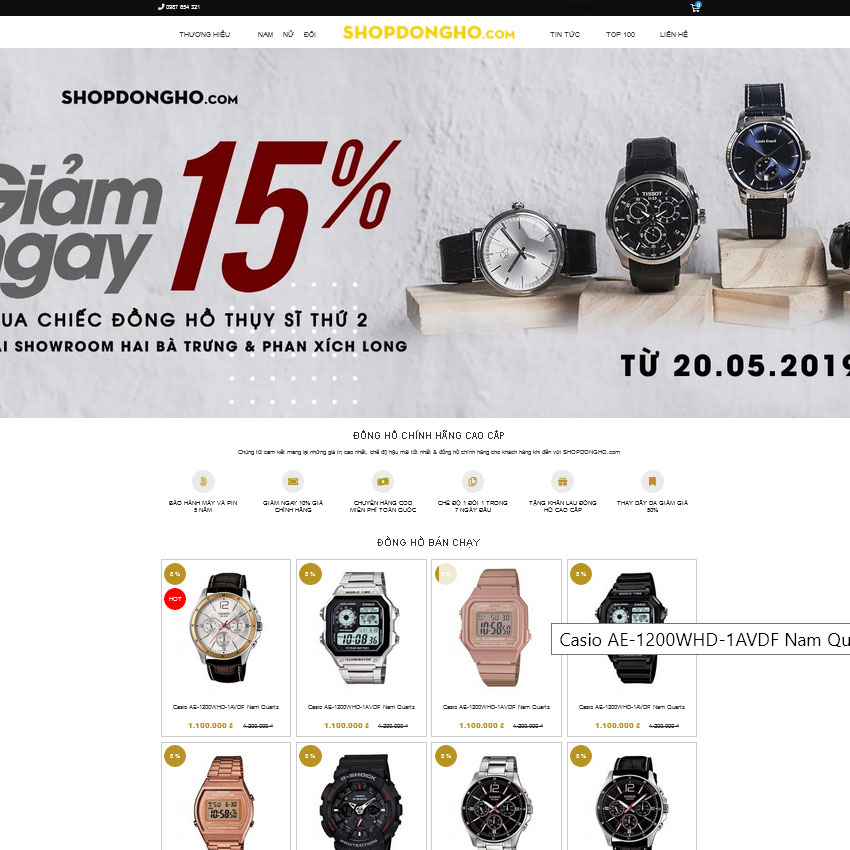 0987 654 321
0
THƯƠNG HIỆU NAM NỮ ĐÔI SHOPDONGHO.COM TIN TỨC TOP 100 LIÊN HỆ
SHOPDONGHO.COM
Giảm
ngay
15%
UA CHIẾC ĐỒNG HỒ THỤY SĨ THỨ 2
ẠI SHOWROOM HAI BÀ TRƯNG & PHAN XÍCH LONG
TỪ 20.05.2019
TISSOT
Louis Erard
ĐỒNG HỒ CHÍNH HÃNG CAO CẤP
Chúng tôi cam kết mang lại những giá trị cao nhất, chế độ hậu mãi tốt nhất & đồng hồ chính hãng cho khách hàng khi đến với SHOPDONGHO.com
BẢO HÀNH MÁY VÀ PIN
5 NĂM
GIẢM NGAY 10% GIÁ
CHÍNH HÃNG
CHUYỂN HÀNG COD
MIỄN PHÍ TOÀN QUỐC
CHẾ ĐỘ 1 ĐỔI 1 TRONG
7 NGÀY ĐẦU
TẶNG KHĂN LAU ĐỒNG
HỒ CAO CẤP
THAY DÂY DA GIẢM GIÁ
50%
ĐỒNG HỒ BÁN CHẠY
8 % 8 % 8 % 8 %
HOT
Casio AE-1200WHD-1AVDF Nam Qu
Casio AE-1200WHD-1AVDF Nam Quartz Casio AE-1200WHD-1AVDF Nam Quartz Casio AE-1200WHD-1AVDF Nam Quartz Casio AE-1200WHD-1AVDF Nam Quartz
1.100.000 ₫ 1.200.000 ₫ 1.100.000 ₫ 1.200.000 ₫ 1.100.000 ₫ 1.200.000 ₫ 1.100.000 ₫ 1.200.000 ₫
8 % 8 % 8 % 8 %
G-SHOCK
PROTECTION